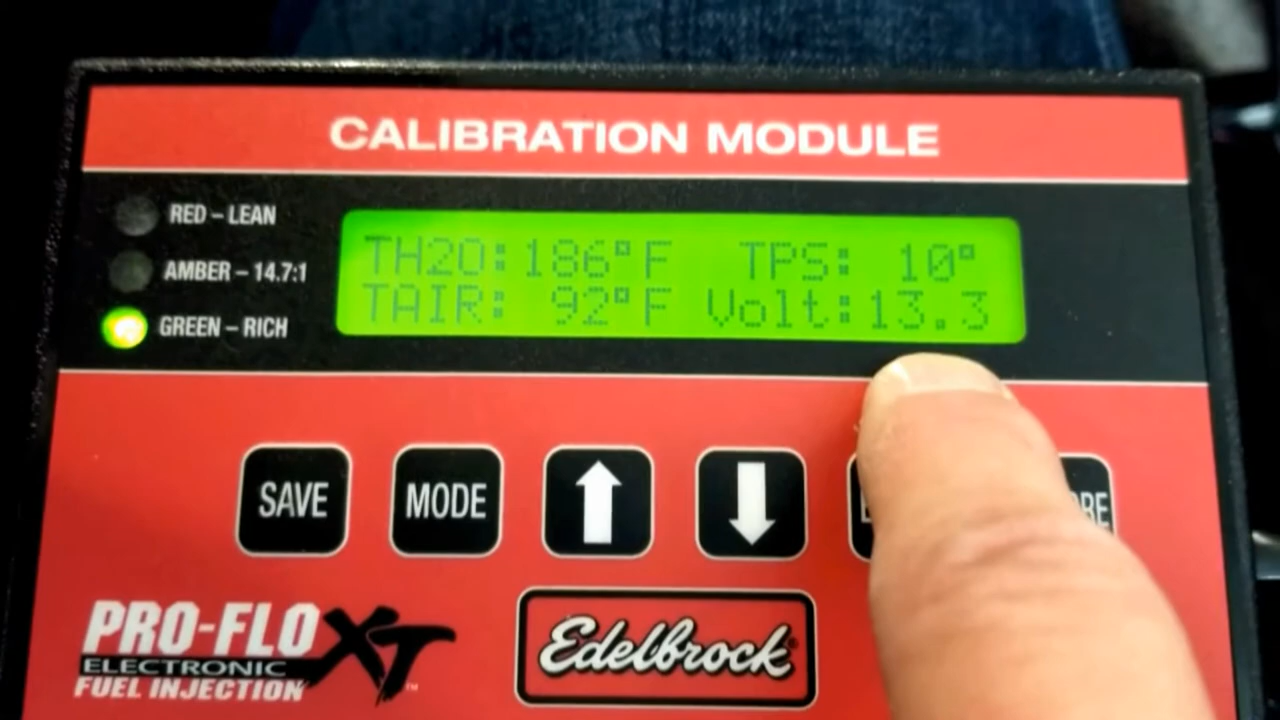 CALIBRATION MODULE
RED – LEAN
AMBER – 14.7:1
GREEN – RICH
TH2O:186°F TPS: 10°
TAIR: 92°F Volt:13.3
SAVE
MODE
PRO-FLO XT™
ELECTRONIC
FUEL INJECTION
Edelbrock®